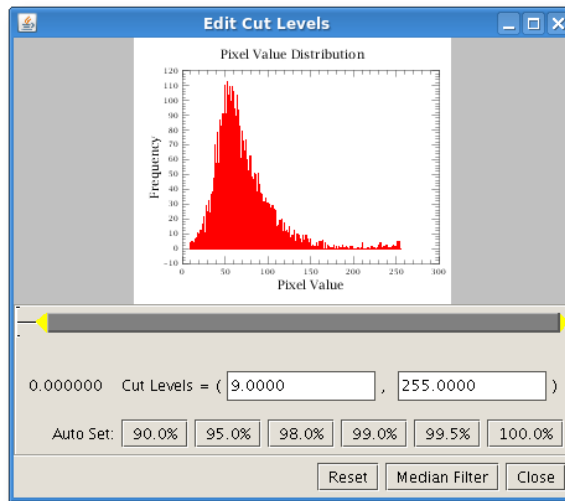 Edit Cut Levels
Pixel Value Distribution
Frequency
120
110
100
90
80
70
60
50
40
30
20
10
0
-10
0 50 100 150 200 250 300
Pixel Value
0.000000 Cut Levels = ( 9.0000 , 255.0000 )
Auto Set: 90.0% 95.0% 98.0% 99.0% 99.5% 100.0%
Reset Median Filter Close